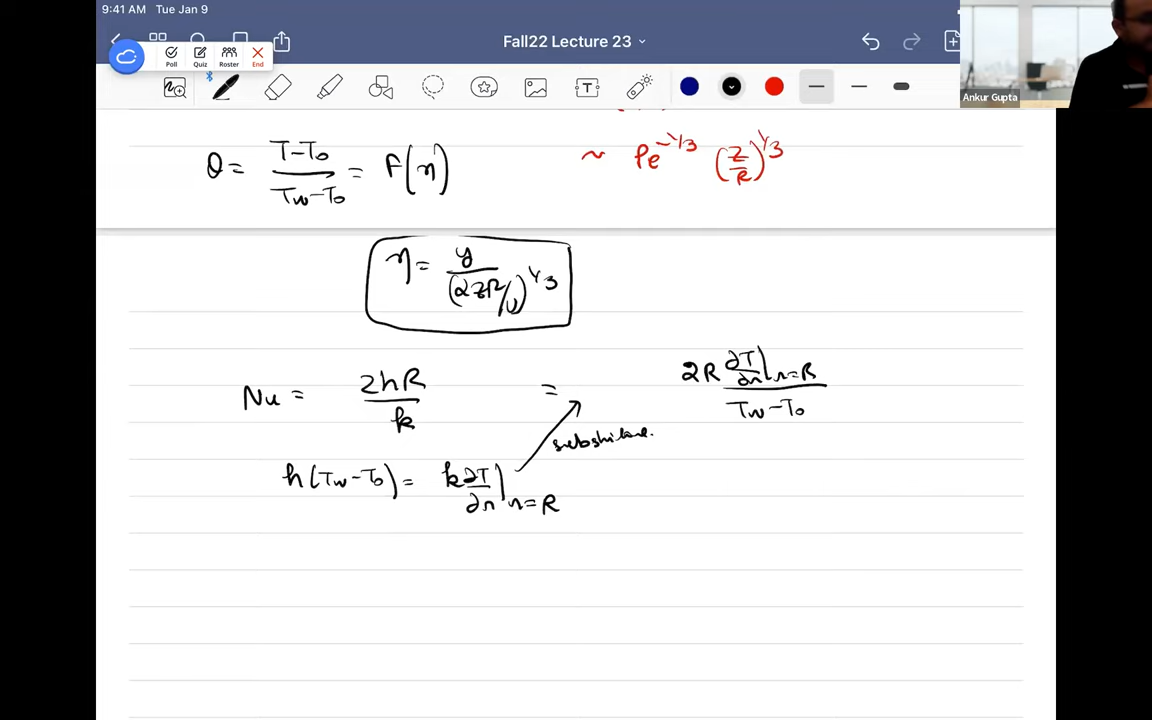 9:41 AM Tue Jan 9
Fall22 Lecture 23
Poll Quiz Roster End
Ankur Gupta
θ = (T-T₀)/(Tw-T₀) = F(η)
~ Pe^(-1/3) (z/R)^(1/3)
η = y/(αzR/U)^(1/3)
Nu = 2hR/k = 2R ∂T/∂r|r=R / (Tw-T₀)
substitute.
h(Tw-T₀) = k∂T/∂r|r=R